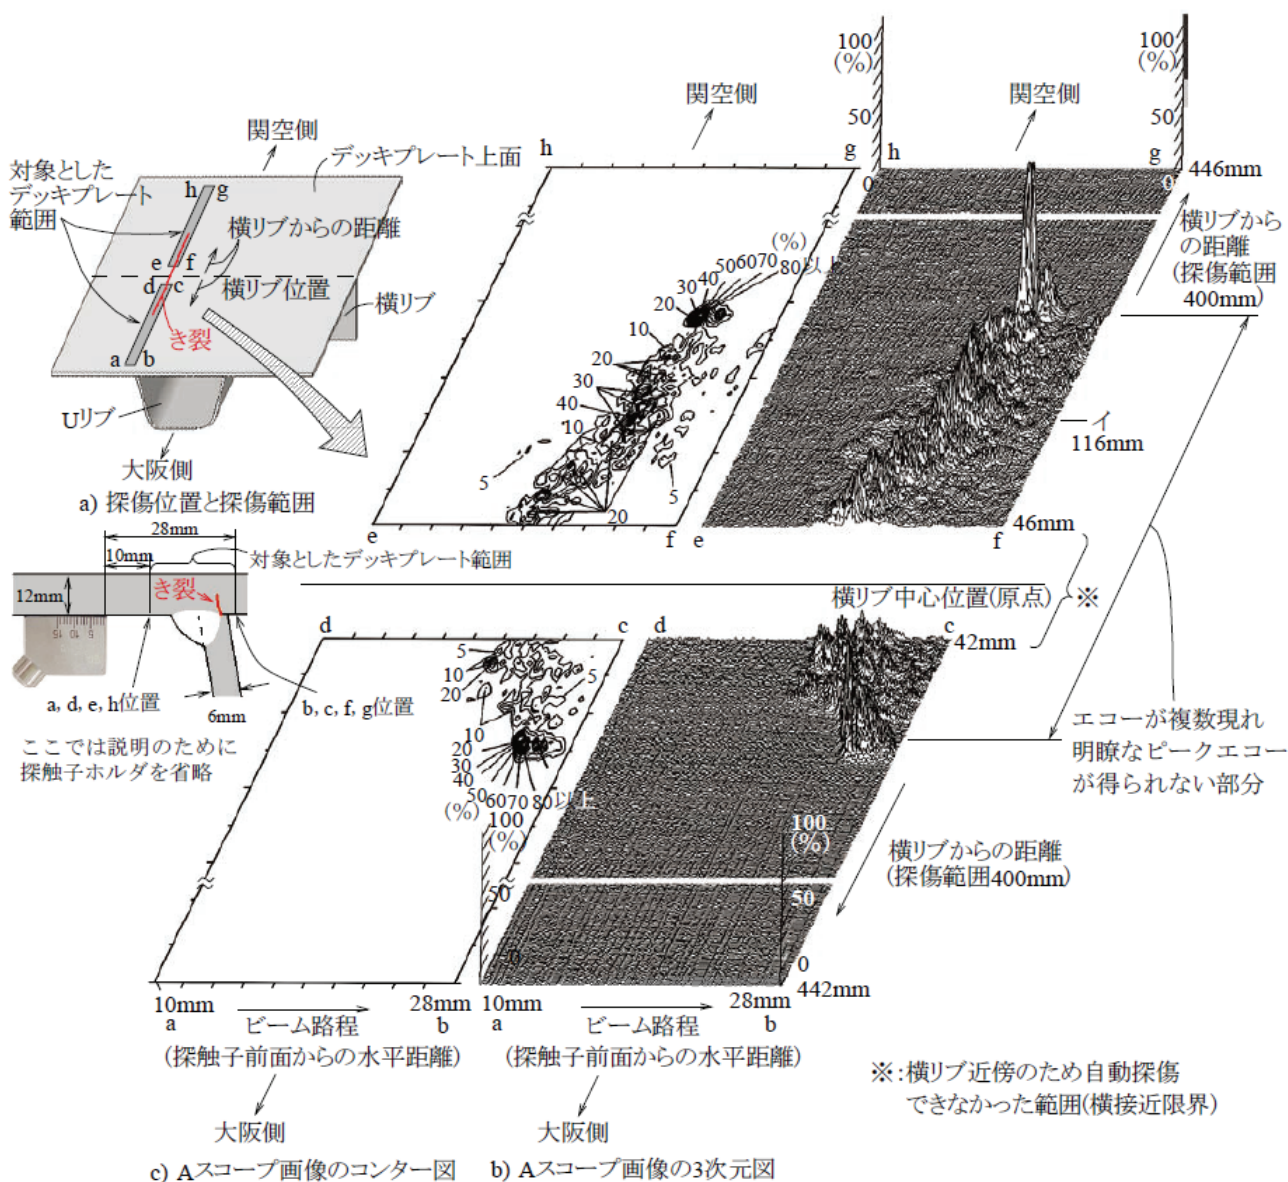 関空側
デッキプレート上面
対象とした
デッキプレート
範囲
h g
横リブからの距離
e f
d c
横リブ位置
横リブ
き裂
a b
Uリブ
大阪側
a) 探傷位置と探傷範囲
28mm
10mm
対象としたデッキプレート範囲
12mm
き裂
15 10 5
a, d, e, h位置
6mm
b, c, f, g位置
ここでは説明のために
探触子ホルダを省略
関空側
h g
(%)
50 60 70
40 80以上
30
20
10
20
30
40
10
5
5
20
e f
100
(%)
50
0
関空側
100
(%)
50
0
h g
446mm
横リブから
の距離
(探傷範囲
400mm)
イ
116mm
46mm
e f
横リブ中心位置(原点)
※
42mm
d c
5
10
20
5
10
20
30
40
50 60 70 80以上
(%)
d c
100
(%)
50
0
100
(%)
50
0
442mm
エコーが複数現れ
明瞭なピークエコー
が得られない部分
横リブからの距離
(探傷範囲400mm)
10mm 28mm
a ビーム路程 b
(探触子前面からの水平距離)
大阪側
c) Aスコープ画像のコンター図
10mm 28mm
a ビーム路程 b
(探触子前面からの水平距離)
大阪側
b) Aスコープ画像の3次元図
※:横リブ近傍のため自動探傷
できなかった範囲(横接近限界)